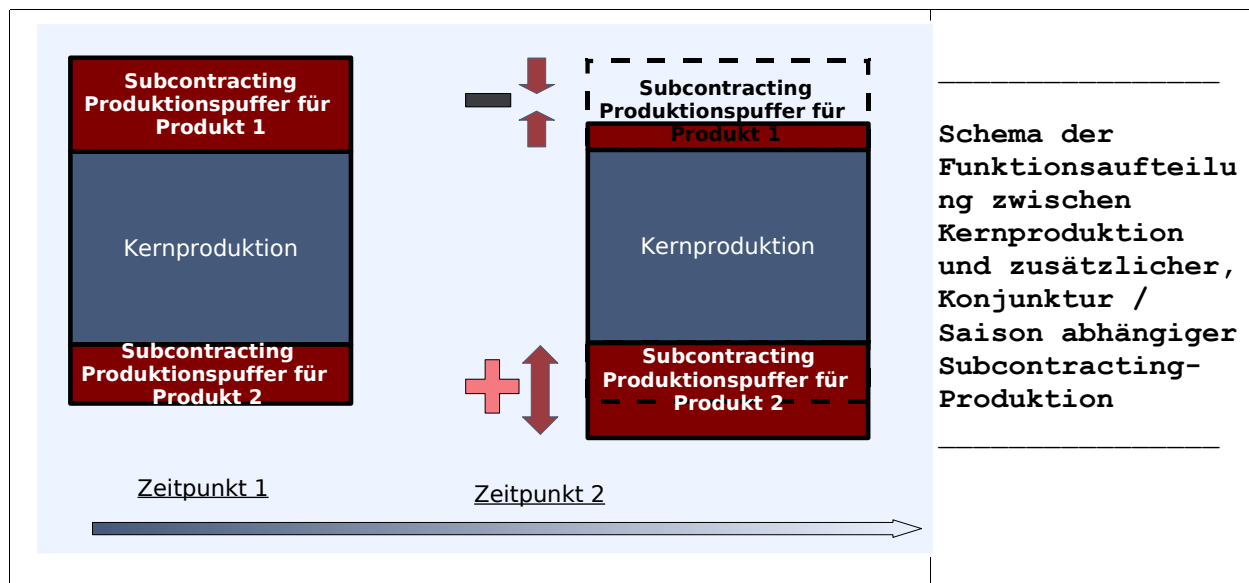 Subcontracting
Produktionspuffer für
Produkt 1
Kernproduktion
Subcontracting
Produktionspuffer für
Produkt 2
Subcontracting
Produktionspuffer für
Produkt 1
Kernproduktion
Subcontracting
Produktionspuffer für
Produkt 2
Zeitpunkt 1
Zeitpunkt 2
Schema der
Funktionsaufteilu
ng zwischen
Kernproduktion
und zusätzlicher,
Konjunktur /
Saison abhängiger
Subcontracting-
Produktion